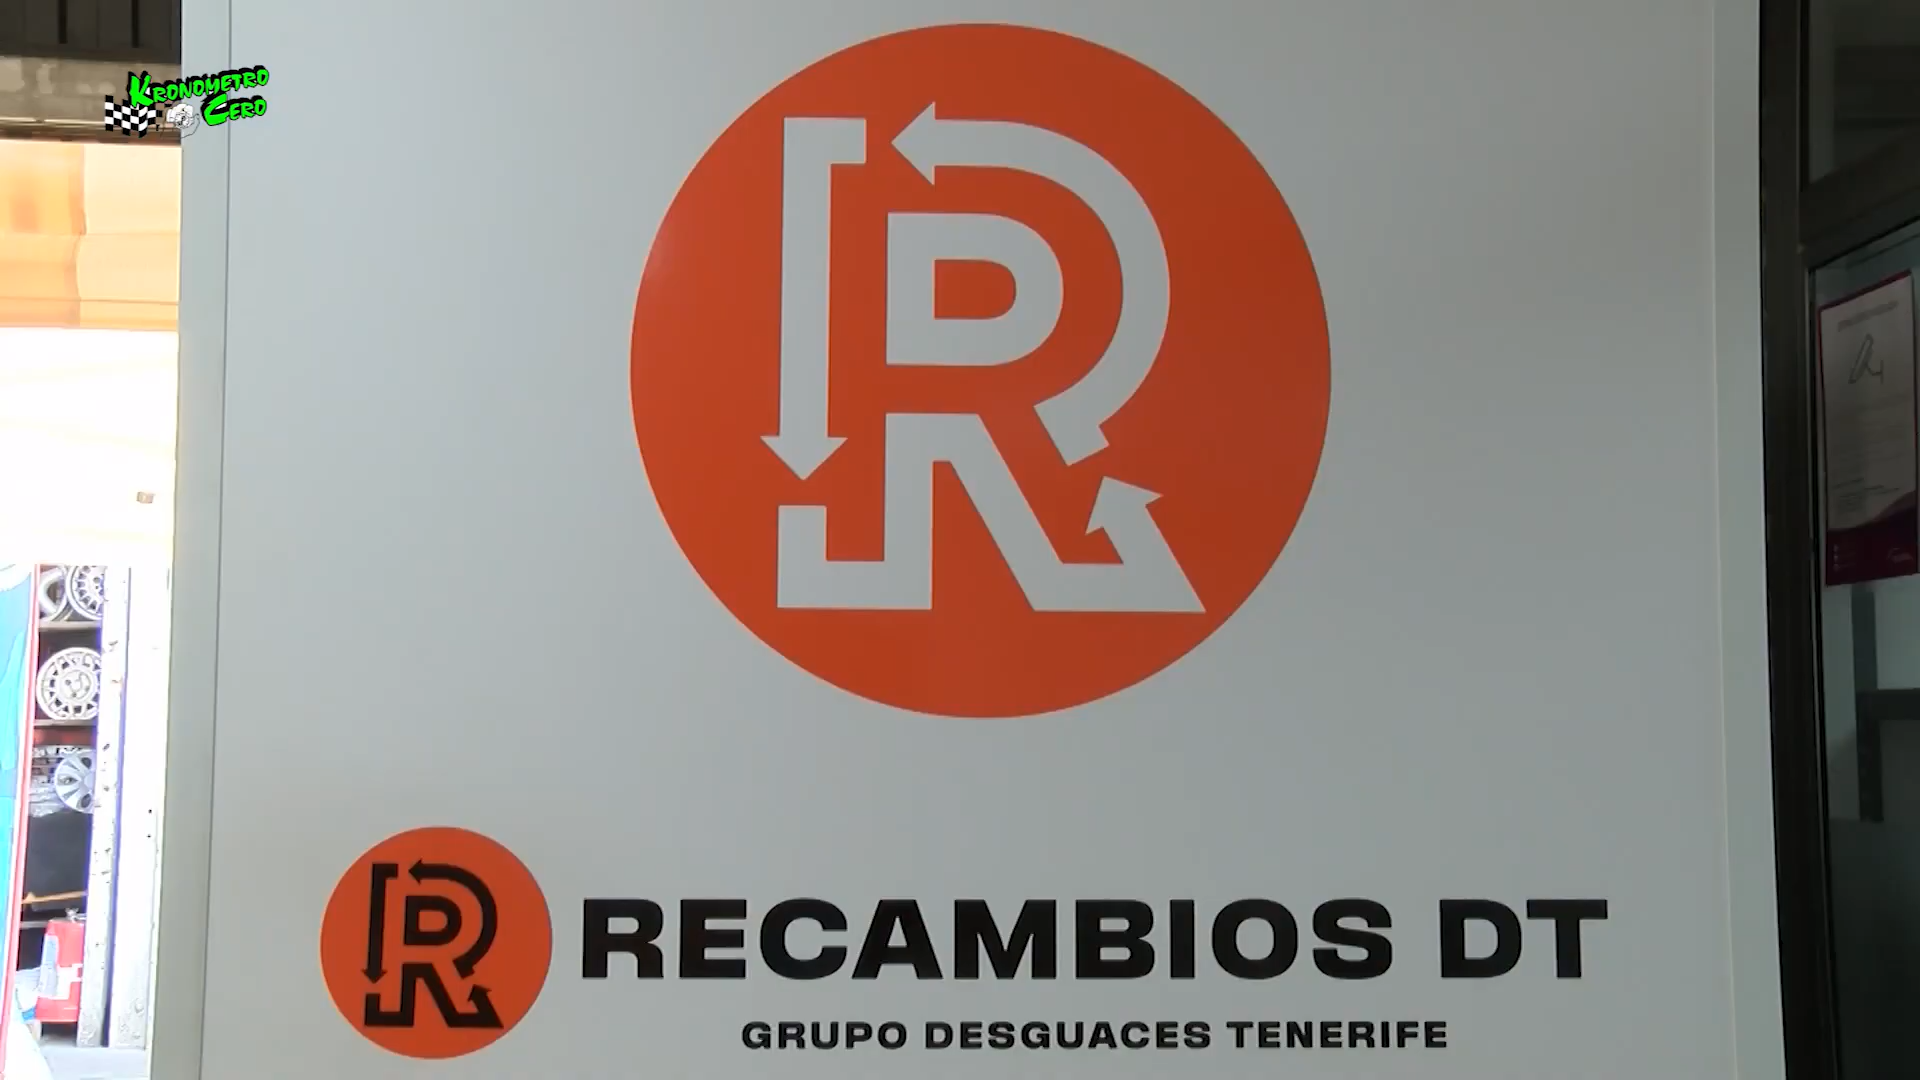 KRONOMETRO
CERO
R
R
RECAMBIOS DT
GRUPO DESGUACES TENERIFE